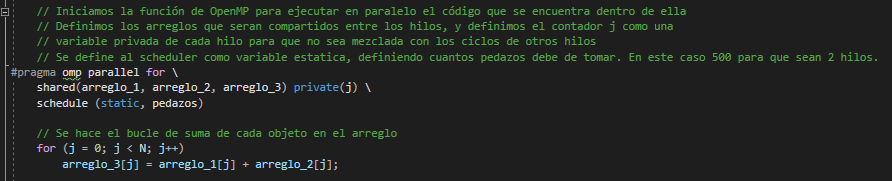 // Iniciamos la función de OpenMP para ejecutar en paralelo el código que se encuentra dentro de ella
// Definimos los arreglos que seran compartidos entre los hilos, y definimos el contador j como una
// variable privada de cada hilo para que no sea mezclada con los ciclos de otros hilos
// Se define al scheduler como variable estatica, definiendo cuantos pedazos debe de tomar. En este caso 500 para que sean 2 hilos.
#pragma omp parallel for \
shared(arreglo_1, arreglo_2, arreglo_3) private(j) \
schedule (static, pedazos)
// Se hace el bucle de suma de cada objeto en el arreglo
for (j = 0; j < N; j++)
arreglo_3[j] = arreglo_1[j] + arreglo_2[j];